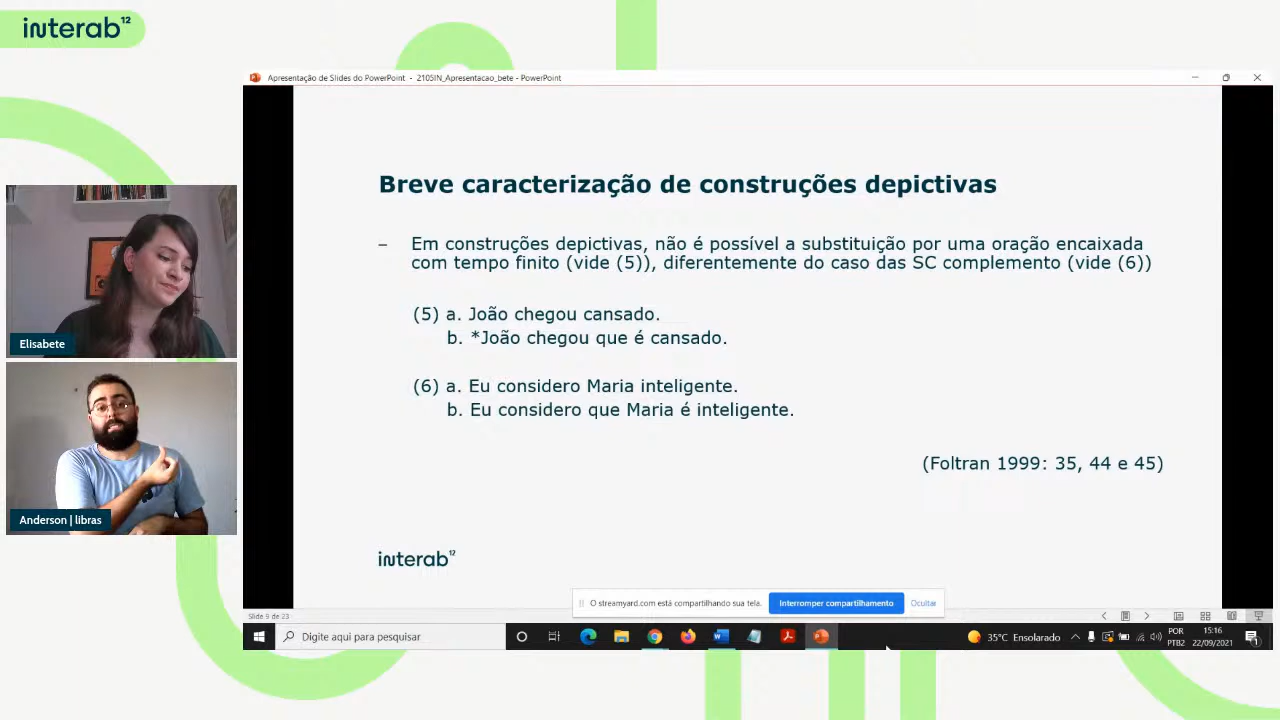 interab12
Apresentação de Slides do PowerPoint - 2105IN_Apresentacao_bete - PowerPoint
Breve caracterização de construções depictivas
– Em construções depictivas, não é possível a substituição por uma oração encaixada
com tempo finito (vide (5)), diferentemente do caso das SC complemento (vide (6))
(5) a. João chegou cansado.
b. *João chegou que é cansado.
(6) a. Eu considero Maria inteligente.
b. Eu considero que Maria é inteligente.
(Foltran 1999: 35, 44 e 45)
interab12
Elisabete
Anderson | libras
O streamyard.com está compartilhando sua tela.
Interromper compartilhamento
Ocultar
Slide 9 de 23
Digite aqui para pesquisar
35°C Ensolarado
POR
PTB2
15:16
22/09/2021